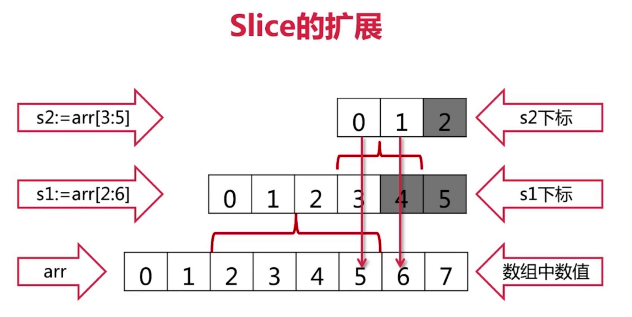 Slice的扩展
s2:=arr[3:5] 0 1 2 s2下标
s1:=arr[2:6] 0 1 2 3 4 5 s1下标
arr 0 1 2 3 4 5 6 7 数组中数值